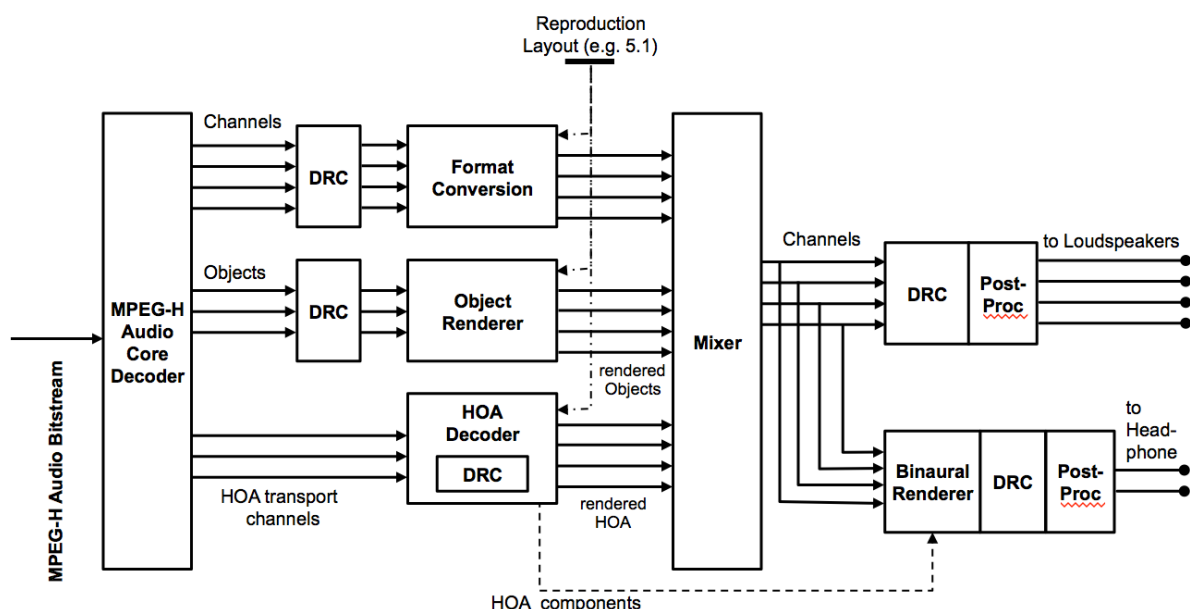 Reproduction
Layout (e.g. 5.1)
Channels
DRC
Format
Conversion
Objects
DRC
Object
Renderer
rendered
Objects
MPEG-H
Audio
Core
Decoder
MPEG-H Audio Bitstream
HOA transport
channels
HOA
Decoder
DRC
rendered
HOA
HOA components
Mixer
Channels
DRC
Post-
Proc
to Loudspeakers
Binaural
Renderer
DRC
Post-
Proc
to
Head-
phone